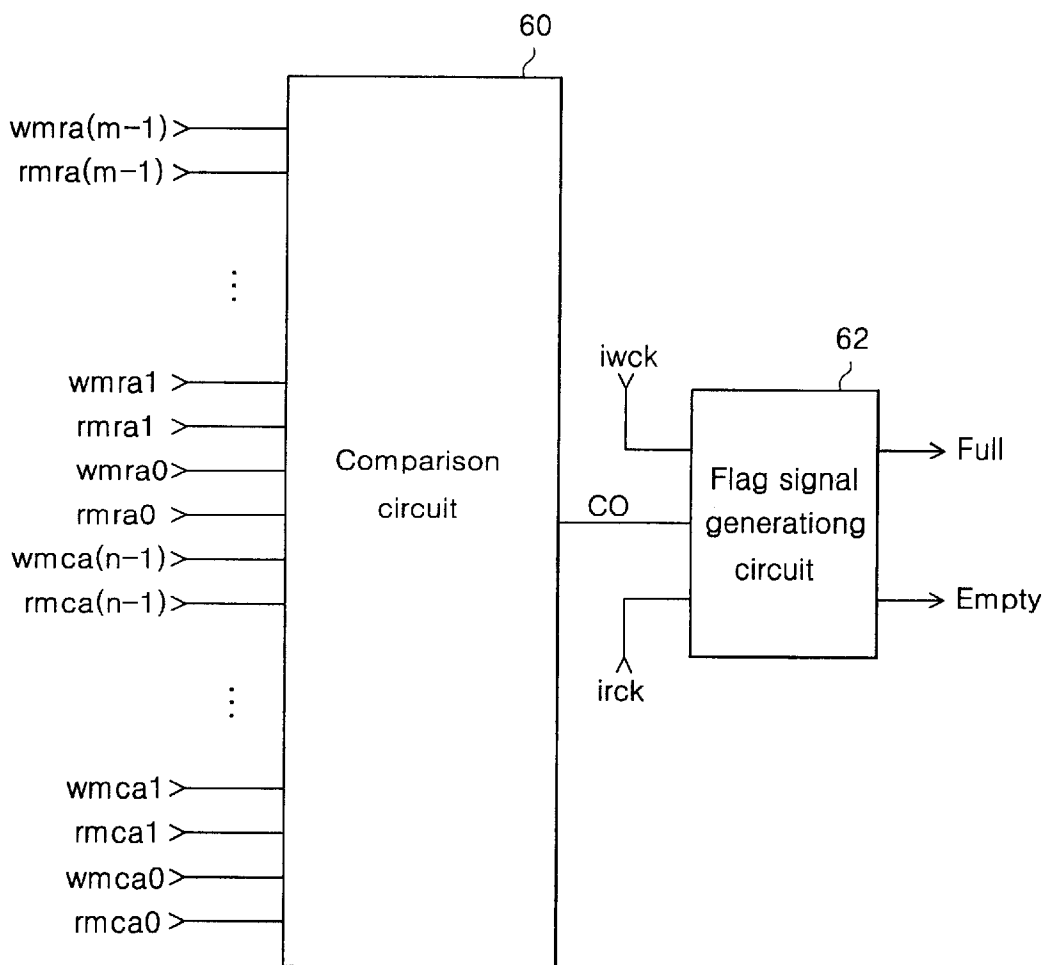 60
wmra(m-1)
rmra(m-1)
⋮
wmra1
rmra1
wmra0
rmra0
wmca(n-1)
rmca(n-1)
⋮
wmca1
rmca1
wmca0
rmca0
Comparison
circuit
CO
iwck
irck
62
Flag signal
generationg
circuit
Full
Empty